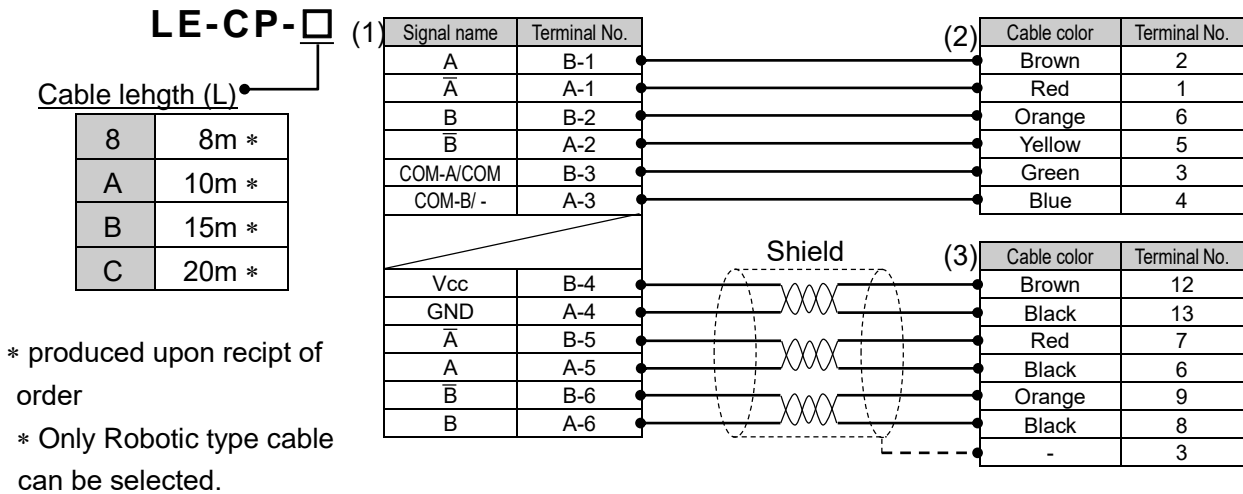 LE-CP-□
Cable lehgth (L)
8 8m *
A 10m *
B 15m *
C 20m *
* produced upon recipt of
order
* Only Robotic type cable
can be selected.
(1)
Signal name Terminal No.
A B-1
A̅ A-1
B B-2
B̅ A-2
COM-A/COM B-3
COM-B/ - A-3
Vcc B-4
GND A-4
A̅ B-5
A A-5
B̅ B-6
B A-6
Shield
(2)
Cable color Terminal No.
Brown 2
Red 1
Orange 6
Yellow 5
Green 3
Blue 4
(3)
Cable color Terminal No.
Brown 12
Black 13
Red 7
Black 6
Orange 9
Black 8
- 3